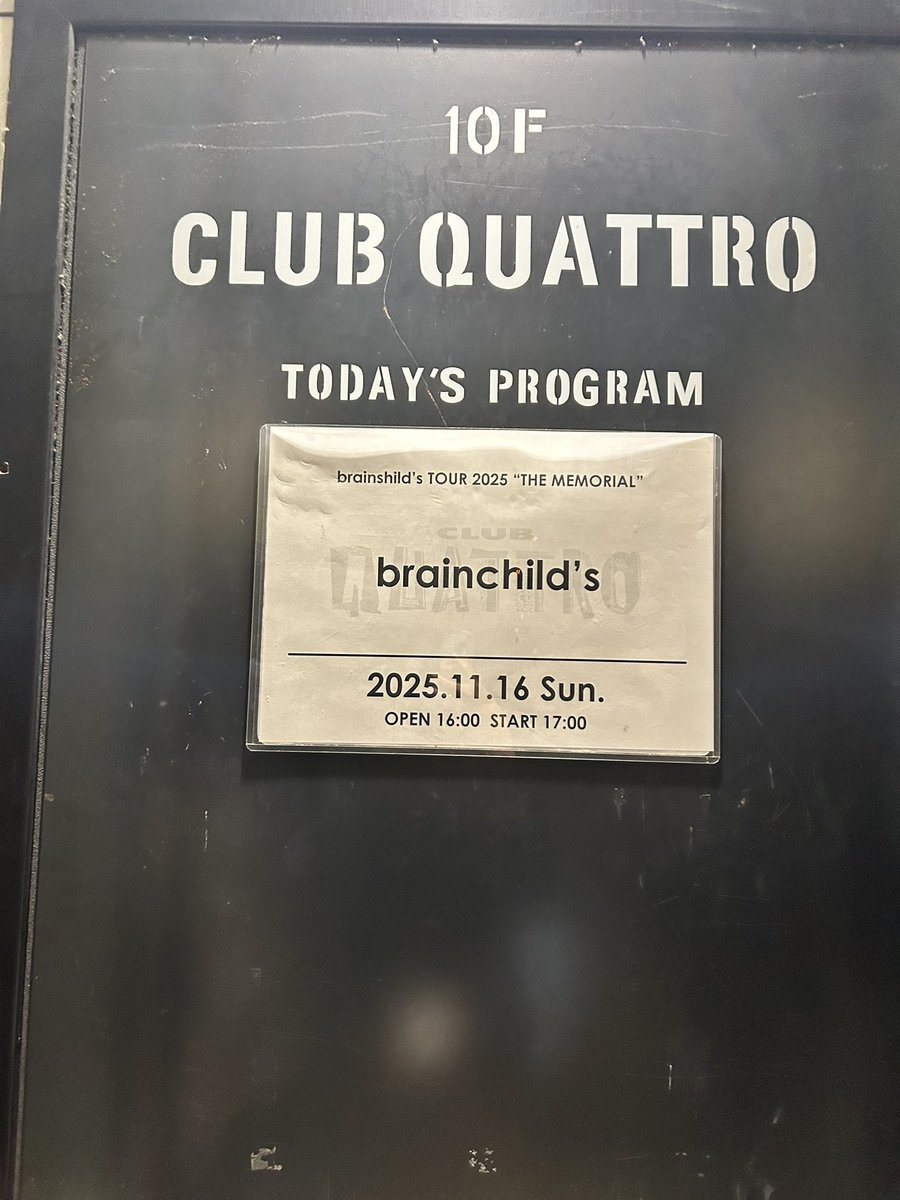 10F
CLUB QUATTRO
TODAY'S PROGRAM
brainshild's TOUR 2025 “THE MEMORIAL”
CLUB
QUATTRO
brainchild's
2025.11.16 Sun.
OPEN 16:00 START 17:00